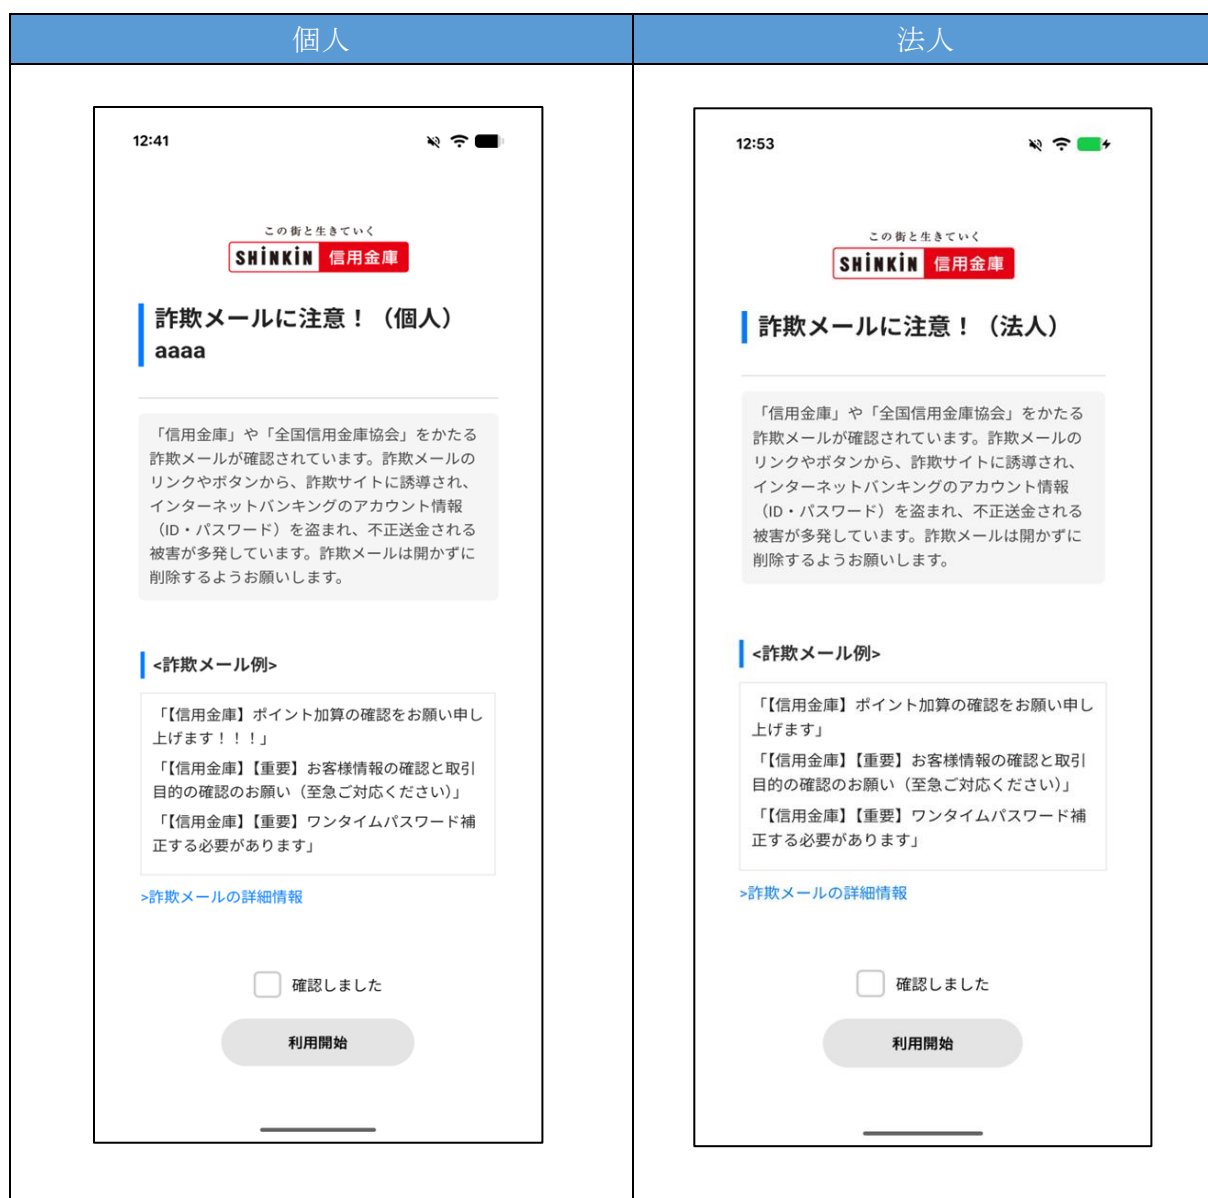 個人
12:41
この街と生きていく
SHINKIN 信用金庫
詐欺メールに注意！（個人）
aaaa
「信用金庫」や「全国信用金庫協会」をかたる
詐欺メールが確認されています。詐欺メールの
リンクやボタンから、詐欺サイトに誘導され、
インターネットバンキングのアカウント情報
（ID・パスワード）を盗まれ、不正送金される
被害が多発しています。詐欺メールは開かずに
削除するようお願いします。
<詐欺メール例>
「【信用金庫】ポイント加算の確認をお願い申し
上げます！！！」
「【信用金庫】【重要】お客様情報の確認と取引
目的の確認のお願い（至急ご対応ください）」
「【信用金庫】【重要】ワンタイムパスワード補
正する必要があります」
>詐欺メールの詳細情報
確認しました
利用開始
法人
12:53
この街と生きていく
SHINKIN 信用金庫
詐欺メールに注意！（法人）
「信用金庫」や「全国信用金庫協会」をかたる
詐欺メールが確認されています。詐欺メールの
リンクやボタンから、詐欺サイトに誘導され、
インターネットバンキングのアカウント情報
（ID・パスワード）を盗まれ、不正送金される
被害が多発しています。詐欺メールは開かずに
削除するようお願いします。
<詐欺メール例>
「【信用金庫】ポイント加算の確認をお願い申し
上げます」
「【信用金庫】【重要】お客様情報の確認と取引
目的の確認のお願い（至急ご対応ください）」
「【信用金庫】【重要】ワンタイムパスワード補
正する必要があります」
>詐欺メールの詳細情報
確認しました
利用開始